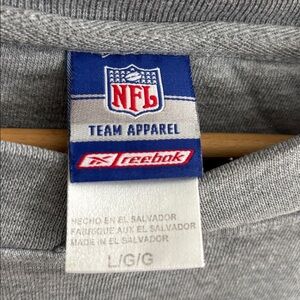 NFL
TEAM APPAREL
Reebok
HECHO EN EL SALVADOR
FABRIQUE AUX EL SALVADOR
MADE IN EL SALVADOR
L/G/G